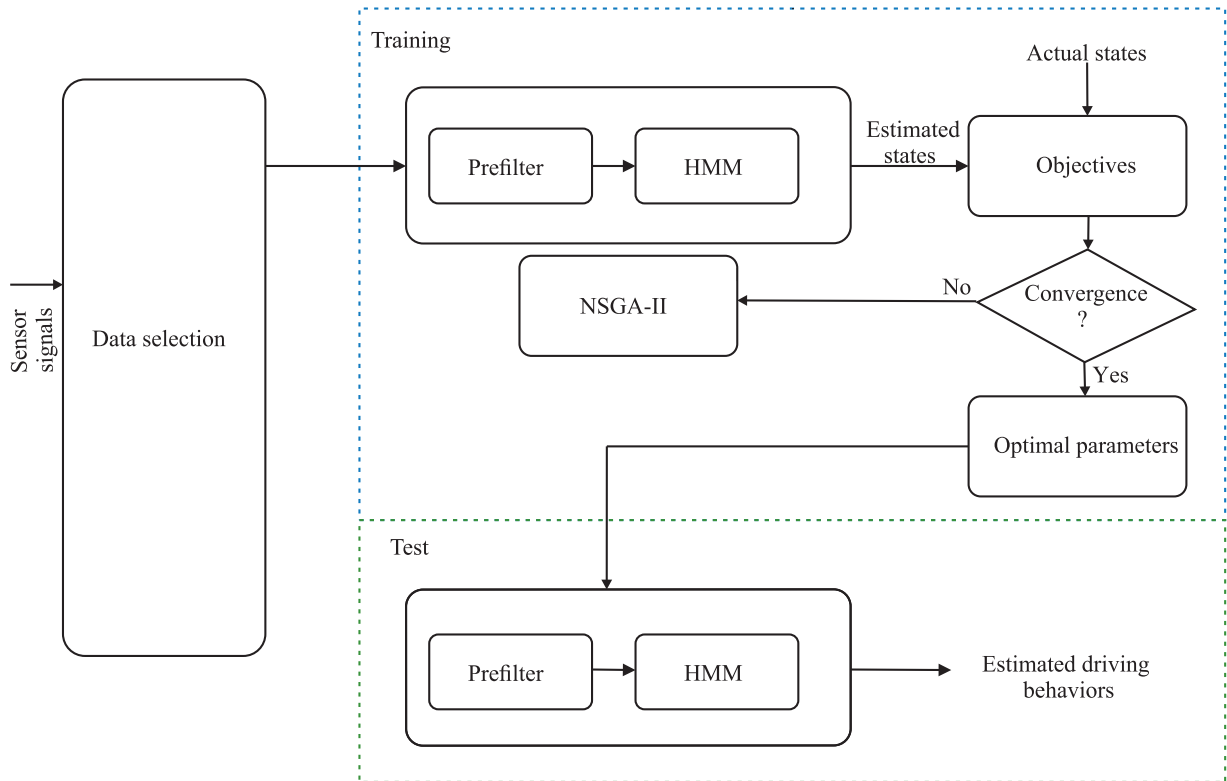 Training
Actual states
Estimated
states
Prefilter
HMM
Objectives
NSGA-II
No
Convergence
?
Sensor
signals
Data selection
Yes
Optimal parameters
Test
Prefilter
HMM
Estimated driving
behaviors